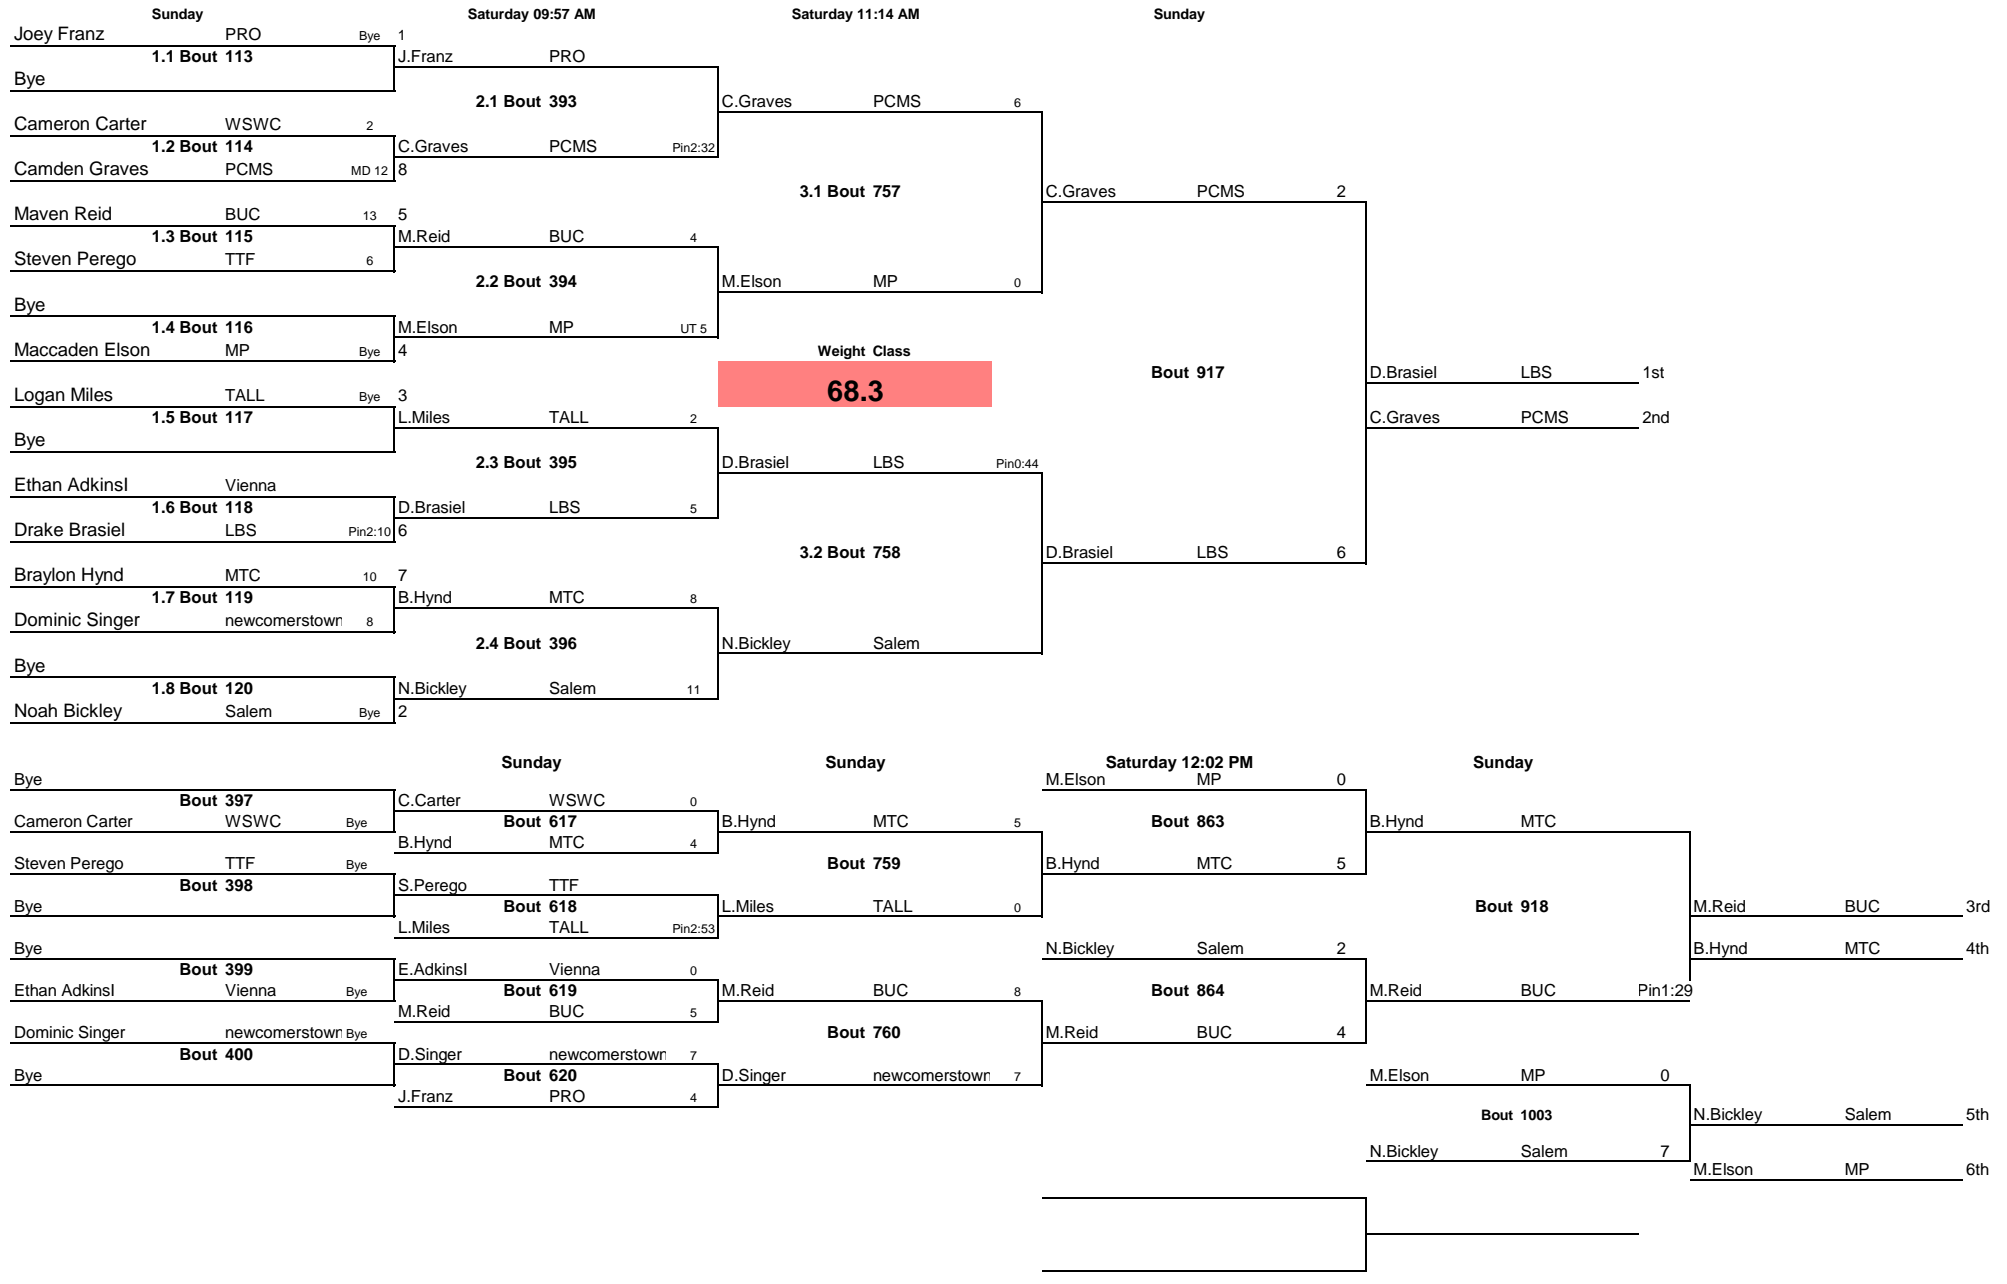 Sunday Saturday 09:57 AM Saturday 11:14 AM Sunday
Joey Franz PRO Bye 1
1.1 Bout 113 J.Franz PRO
Bye
2.1 Bout 393 C.Graves PCMS 6
Cameron Carter WSWC 2
1.2 Bout 114 C.Graves PCMS Pin2:32
Camden Graves PCMS MD 12 8
3.1 Bout 757 C.Graves PCMS 2
Maven Reid BUC 13 5
1.3 Bout 115 M.Reid BUC 4
Steven Perego TTF 6
2.2 Bout 394 M.Elson MP 0
Bye
1.4 Bout 116 M.Elson MP UT 5
Maccaden Elson MP Bye 4 Weight Class
Bout 917 D.Brasiel LBS 1st
68.3
Logan Miles TALL Bye 3
1.5 Bout 117 L.Miles TALL 2 C.Graves PCMS 2nd
Bye
2.3 Bout 395 D.Brasiel LBS Pin0:44
Ethan AdkinsI Vienna
1.6 Bout 118 D.Brasiel LBS 5
Drake Brasiel LBS Pin2:10 6
3.2 Bout 758 D.Brasiel LBS 6
Braylon Hynd MTC 10 7
1.7 Bout 119 B.Hynd MTC 8
Dominic Singer newcomerstown 8
2.4 Bout 396 N.Bickley Salem
Bye
1.8 Bout 120 N.Bickley Salem 11
Noah Bickley Salem Bye 2
Sunday Sunday Saturday 12:02 PM Sunday
Bye M.Elson MP 0
Bout 397 C.Carter WSWC 0
Cameron Carter WSWC Bye Bout 617 B.Hynd MTC 5 Bout 863 B.Hynd MTC
B.Hynd MTC 4
Steven Perego TTF Bye Bout 759 B.Hynd MTC 5
Bout 398 S.Perego TTF
Bye Bout 618 L.Miles TALL 0 Bout 918 M.Reid BUC 3rd
L.Miles TALL Pin2:53
Bye N.Bickley Salem 2 B.Hynd MTC 4th
Bout 399 E.AdkinsI Vienna 0
Ethan AdkinsI Vienna Bye Bout 619 M.Reid BUC 8 Bout 864 M.Reid BUC Pin1:29
M.Reid BUC 5
Dominic Singer newcomerstown Bye Bout 760 M.Reid BUC 4
Bout 400 D.Singer newcomerstown 7
Bye Bout 620 D.Singer newcomerstown 7 M.Elson MP 0
J.Franz PRO 4
Bout 1003 N.Bickley Salem 5th
N.Bickley Salem 7
M.Elson MP 6th